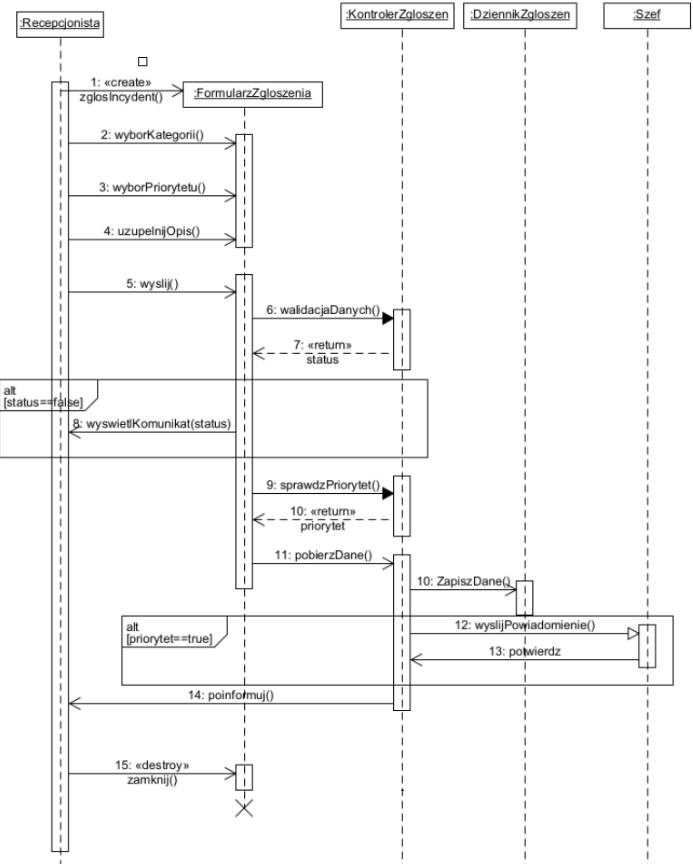 :Recepcjonista
:KontrolerZgloszen
:DziennikZgloszen
:Szef
1: «create»
zglosIncydent()
:FormularzZgloszenia
2: wyborKategorii()
3: wyborPriorytetu()
4: uzupelnijOpis()
5: wyslij()
6: walidacjaDanych()
7: «return»
status
alt
[status==false]
8: wyswietlKomunikat(status)
9: sprawdzPriorytet()
10: «return»
priorytet
11: pobierzDane()
10: ZapiszDane()
alt
[priorytet==true]
12: wyslijPowiadomienie()
13: potwierdz
14: poinformuj()
15: «destroy»
zamknij()